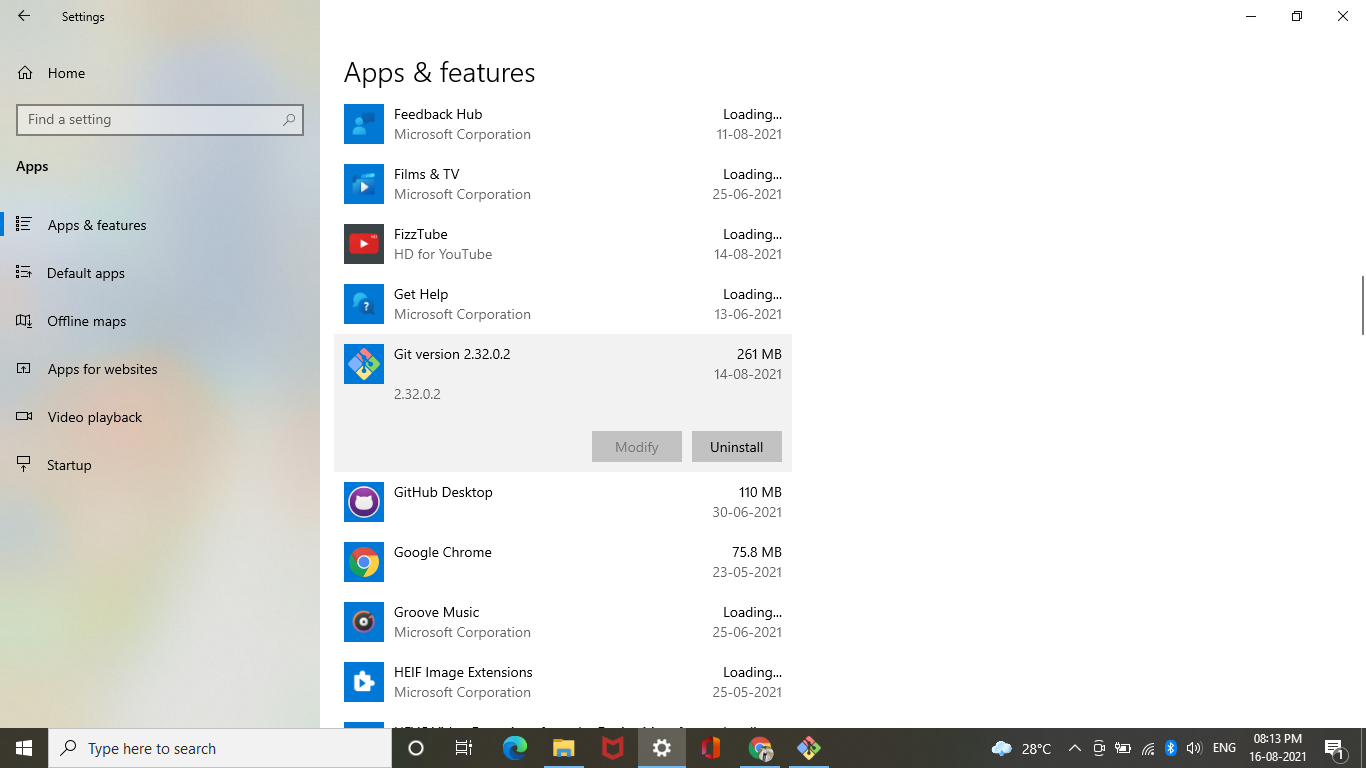 Settings
Home
Find a setting
Apps
Apps & features
Default apps
Offline maps
Apps for websites
Video playback
Startup
Apps & features
Feedback Hub Loading...
Microsoft Corporation 11-08-2021
Films & TV Loading...
Microsoft Corporation 25-06-2021
FizzTube Loading...
HD for YouTube 14-08-2021
Get Help Loading...
Microsoft Corporation 13-06-2021
Git version 2.32.0.2 261 MB
14-08-2021
2.32.0.2
Modify Uninstall
GitHub Desktop 110 MB
30-06-2021
Google Chrome 75.8 MB
23-05-2021
Groove Music Loading...
Microsoft Corporation 25-06-2021
HEIF Image Extensions Loading...
Microsoft Corporation 25-05-2021
Type here to search
28°C
ENG
08:13 PM
16-08-2021
1